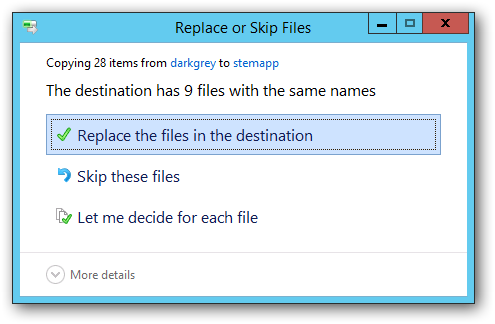 Replace or Skip Files
Copying 28 items from darkgrey to stemapp
The destination has 9 files with the same names
Replace the files in the destination
Skip these files
Let me decide for each file
More details